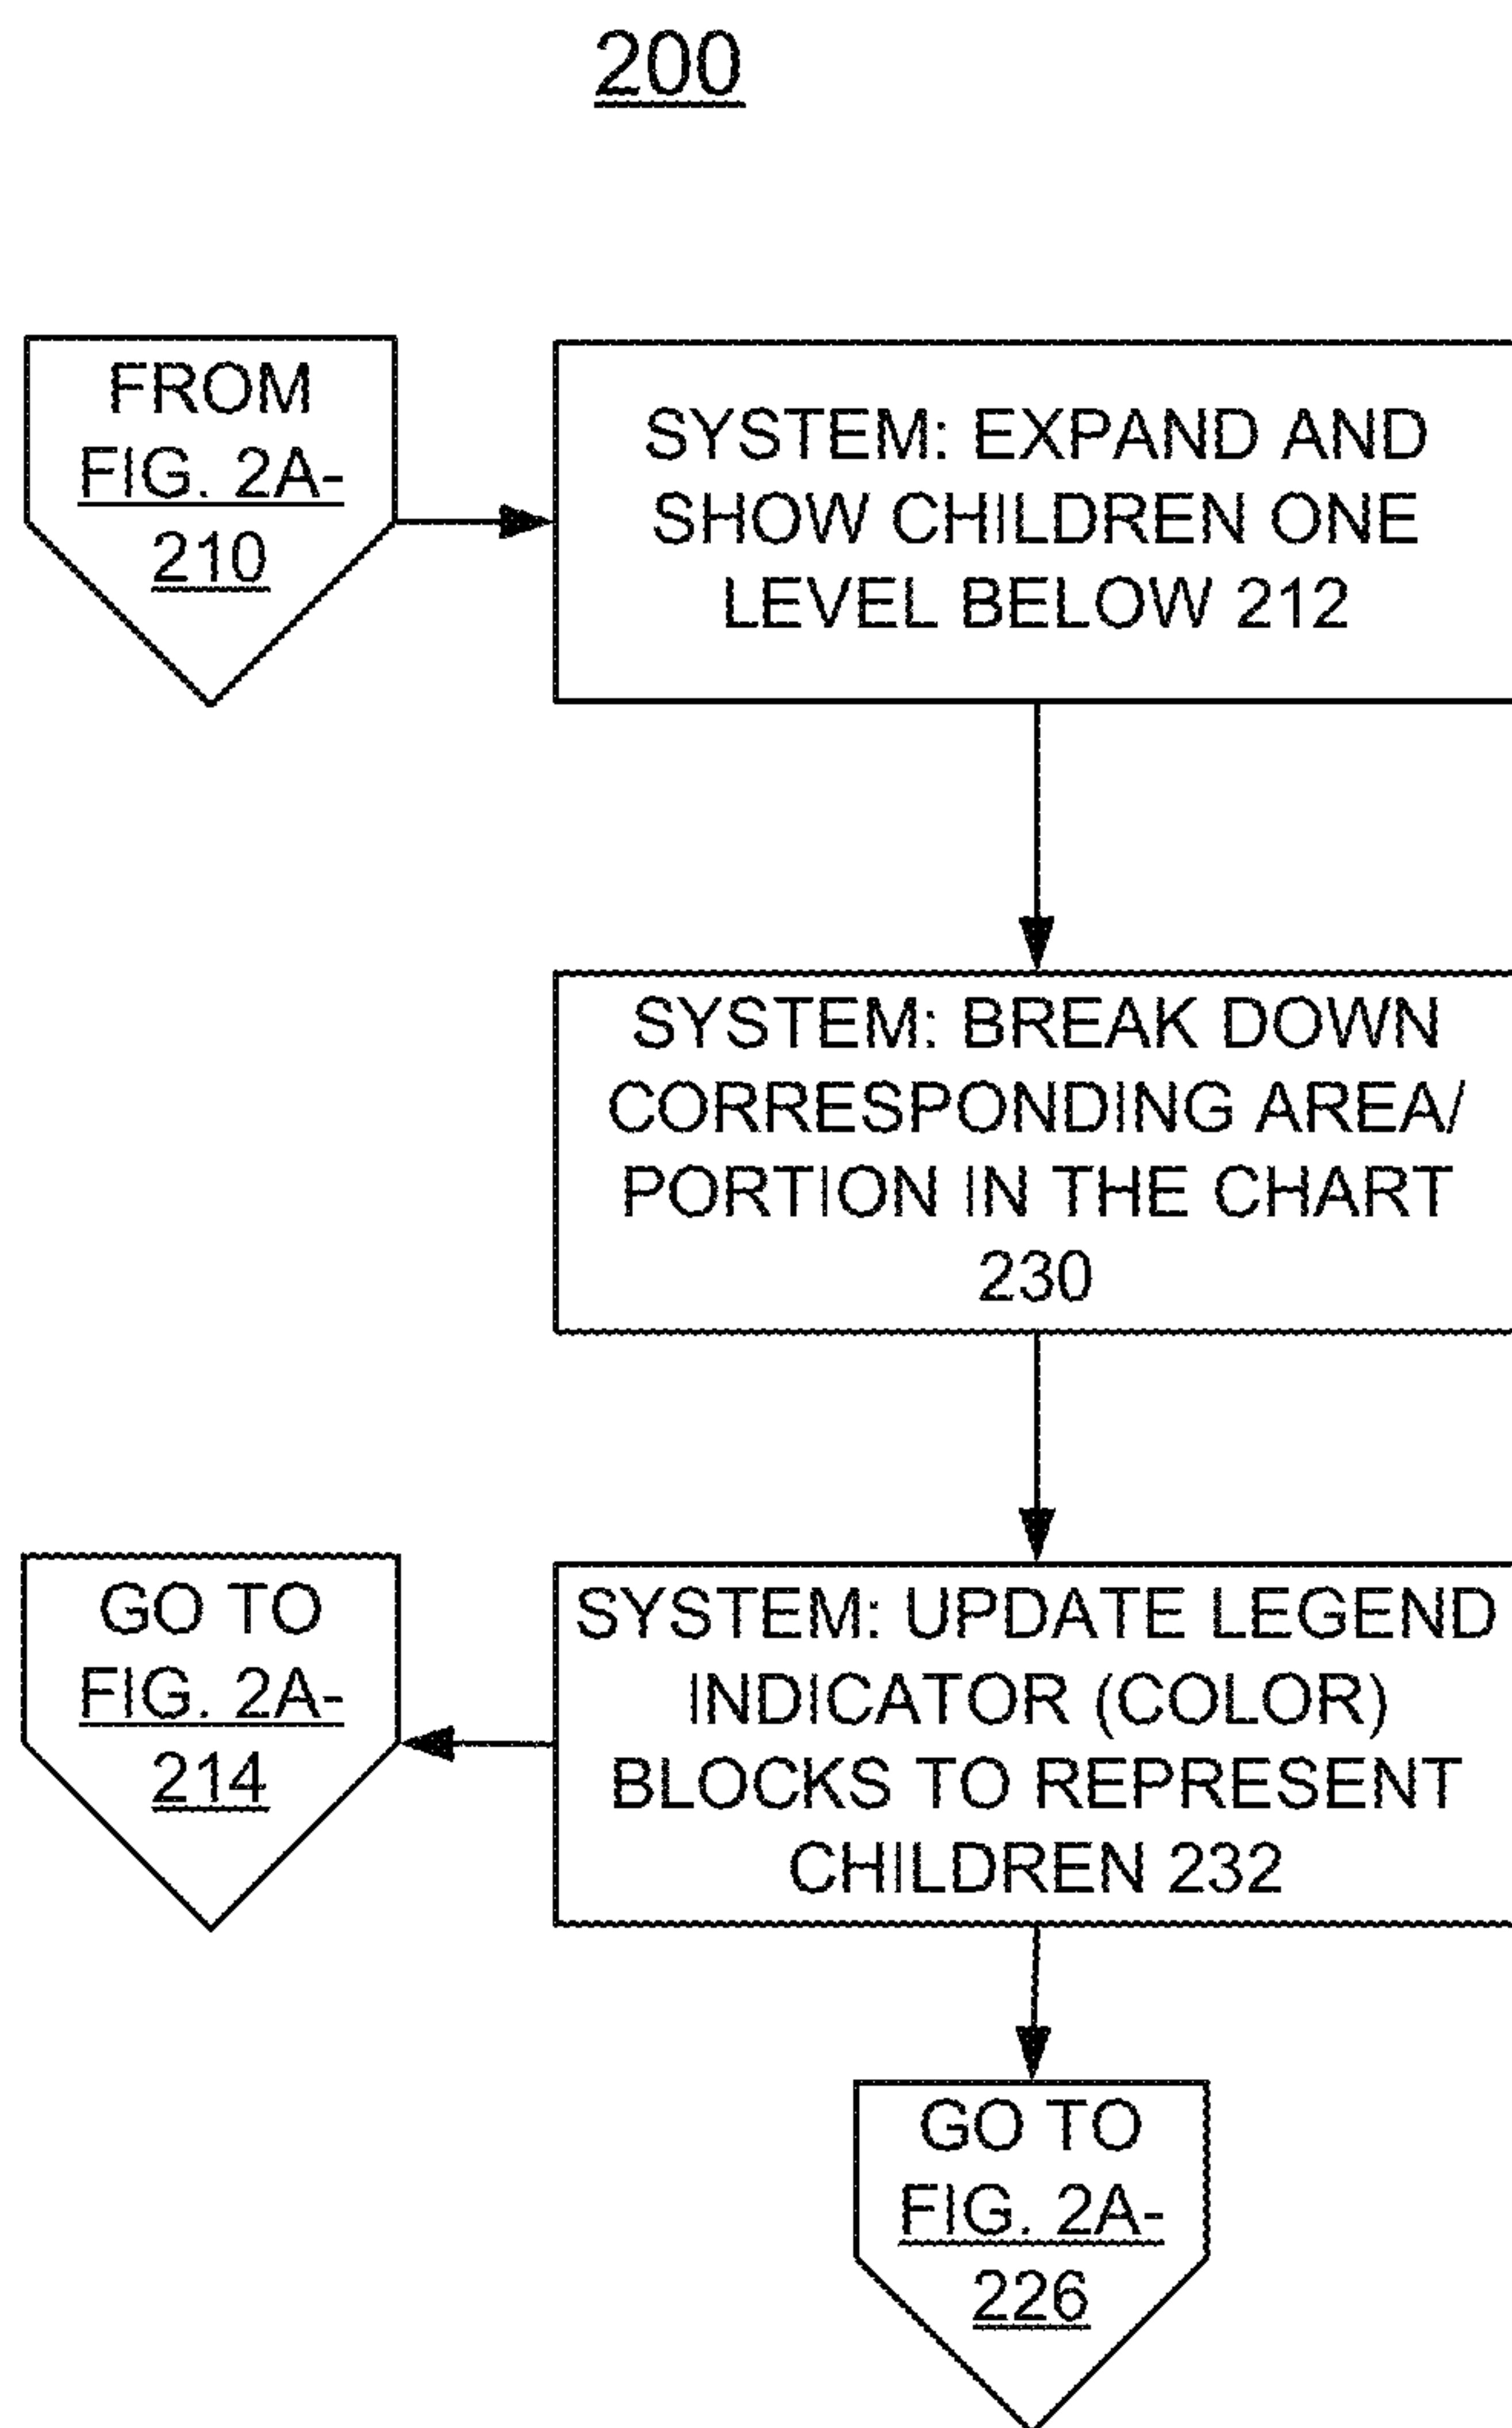 200
FROM
FIG. 2A-
210
SYSTEM: EXPAND AND
SHOW CHILDREN ONE
LEVEL BELOW 212
SYSTEM: BREAK DOWN
CORRESPONDING AREA/
PORTION IN THE CHART
230
GO TO
FIG. 2A-
214
SYSTEM: UPDATE LEGEND
INDICATOR (COLOR)
BLOCKS TO REPRESENT
CHILDREN 232
GO TO
FIG. 2A-
226